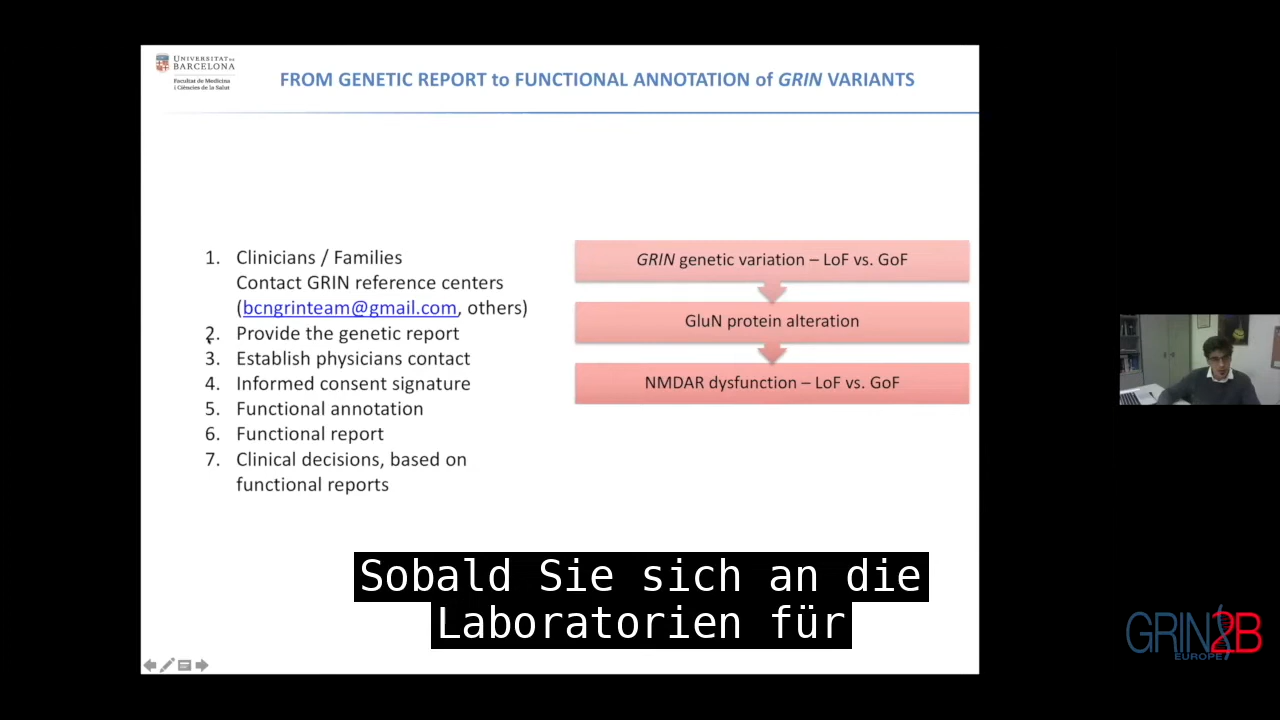 UNIVERSITAT DE
BARCELONA
Facultat de Medicina
i Ciències de la Salut
FROM GENETIC REPORT to FUNCTIONAL ANNOTATION of GRIN VARIANTS
1. Clinicians / Families
Contact GRIN reference centers
(bcngrinteam@gmail.com, others)
2. Provide the genetic report
3. Establish physicians contact
4. Informed consent signature
5. Functional annotation
6. Functional report
7. Clinical decisions, based on
functional reports
GRIN genetic variation – LoF vs. GoF
GluN protein alteration
NMDAR dysfunction – LoF vs. GoF
Sobald Sie sich an die
Laboratorien für
GRIN2B
EUROPE